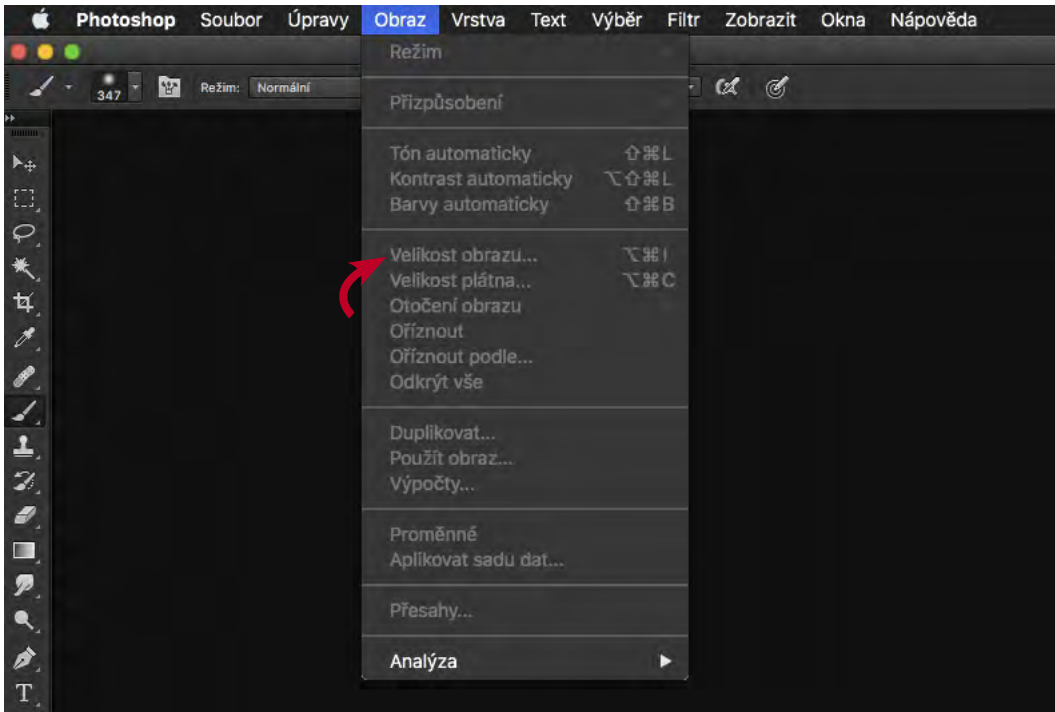 Photoshop Soubor Úpravy Obraz Vrstva Text Výběr Filtr Zobrazit Okna Nápověda
Režim
347 Režim: Normální
Přizpůsobení
Tón automaticky ⇧⌘L
Kontrast automaticky ⌥⇧⌘L
Barvy automaticky ⇧⌘B
Velikost obrazu... ⌥⌘I
Velikost plátna... ⌥⌘C
Otočení obrazu
Oříznout
Oříznout podle...
Odkrýt vše
Duplikovat...
Použít obraz...
Výpočty...
Proměnné
Aplikovat sadu dat...
Přesahy...
Analýza